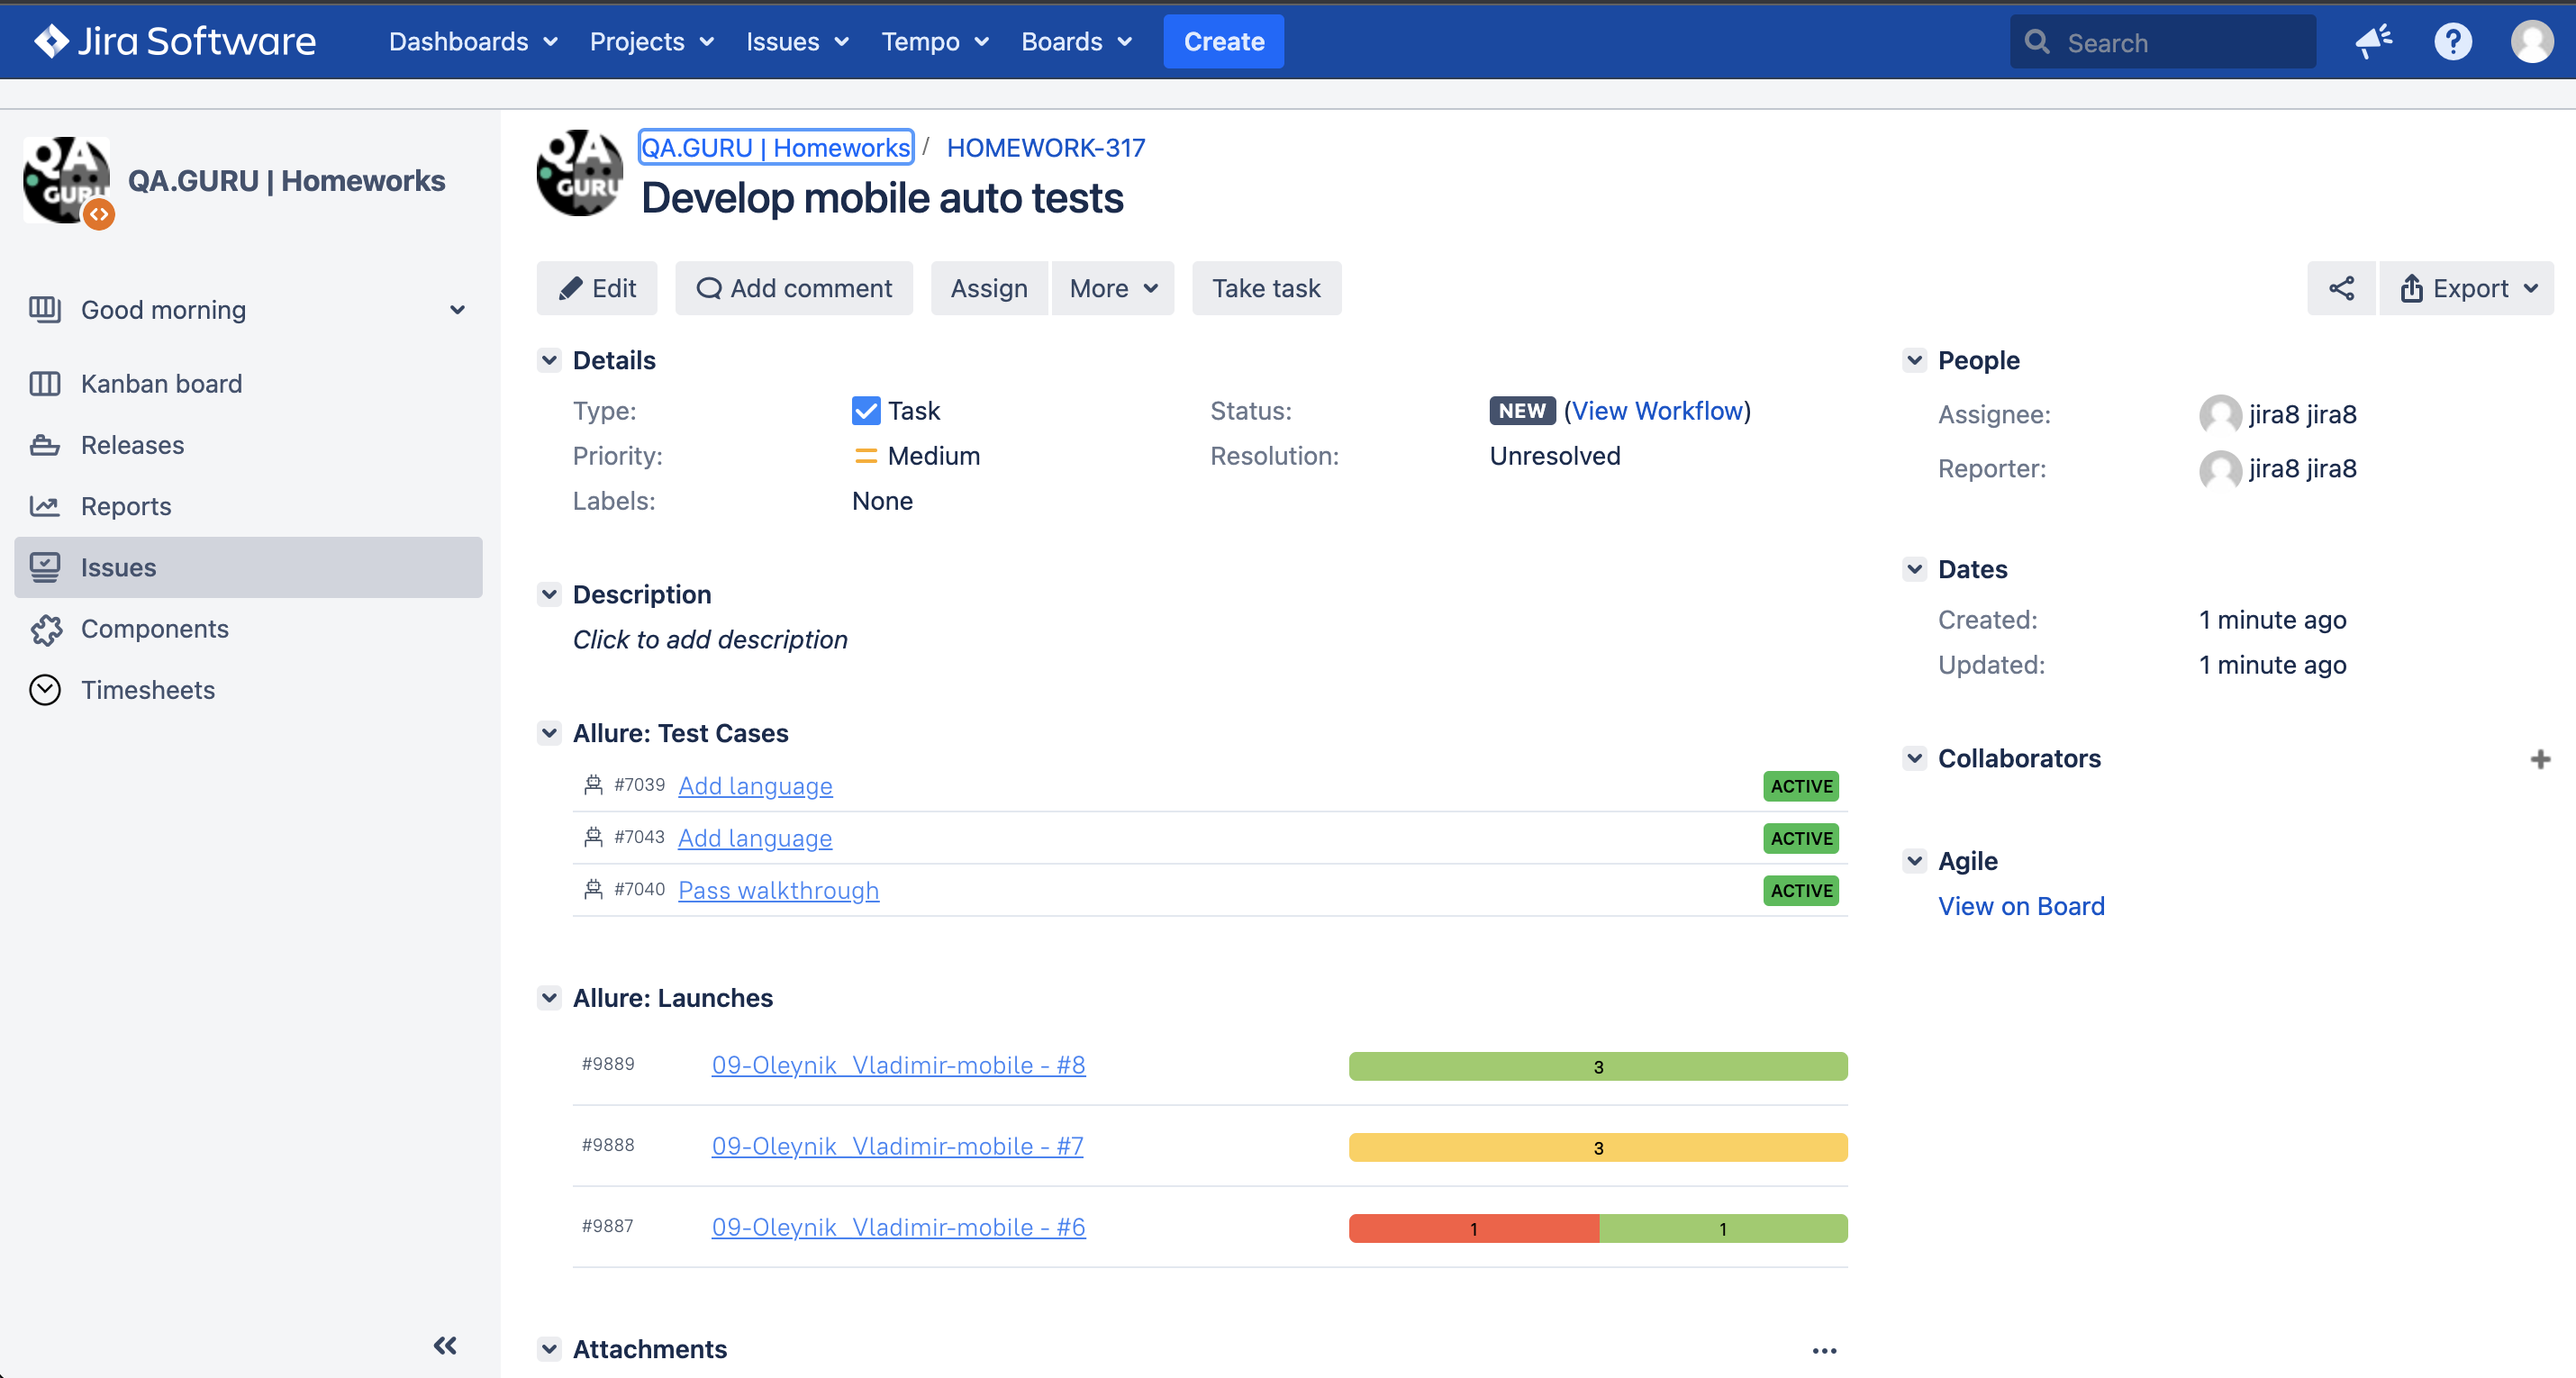 Jira Software Dashboards Projects Issues Tempo Boards Create Search ?
QA GURU
QA.GURU | Homeworks
Good morning
Kanban board
Releases
Reports
Issues
Components
Timesheets
QA GURU
QA.GURU | Homeworks / HOMEWORK-317
Develop mobile auto tests
Edit Add comment Assign More Take task Export
Details
Type: Task Status: NEW (View Workflow)
Priority: Medium Resolution: Unresolved
Labels: None
Description
Click to add description
Allure: Test Cases
#7039 Add language ACTIVE
#7043 Add language ACTIVE
#7040 Pass walkthrough ACTIVE
Allure: Launches
#9889 09-Oleynik_Vladimir-mobile - #8 3
#9888 09-Oleynik_Vladimir-mobile - #7 3
#9887 09-Oleynik_Vladimir-mobile - #6 1 1
Attachments
People
Assignee: jira8 jira8
Reporter: jira8 jira8
Dates
Created: 1 minute ago
Updated: 1 minute ago
Collaborators
Agile
View on Board